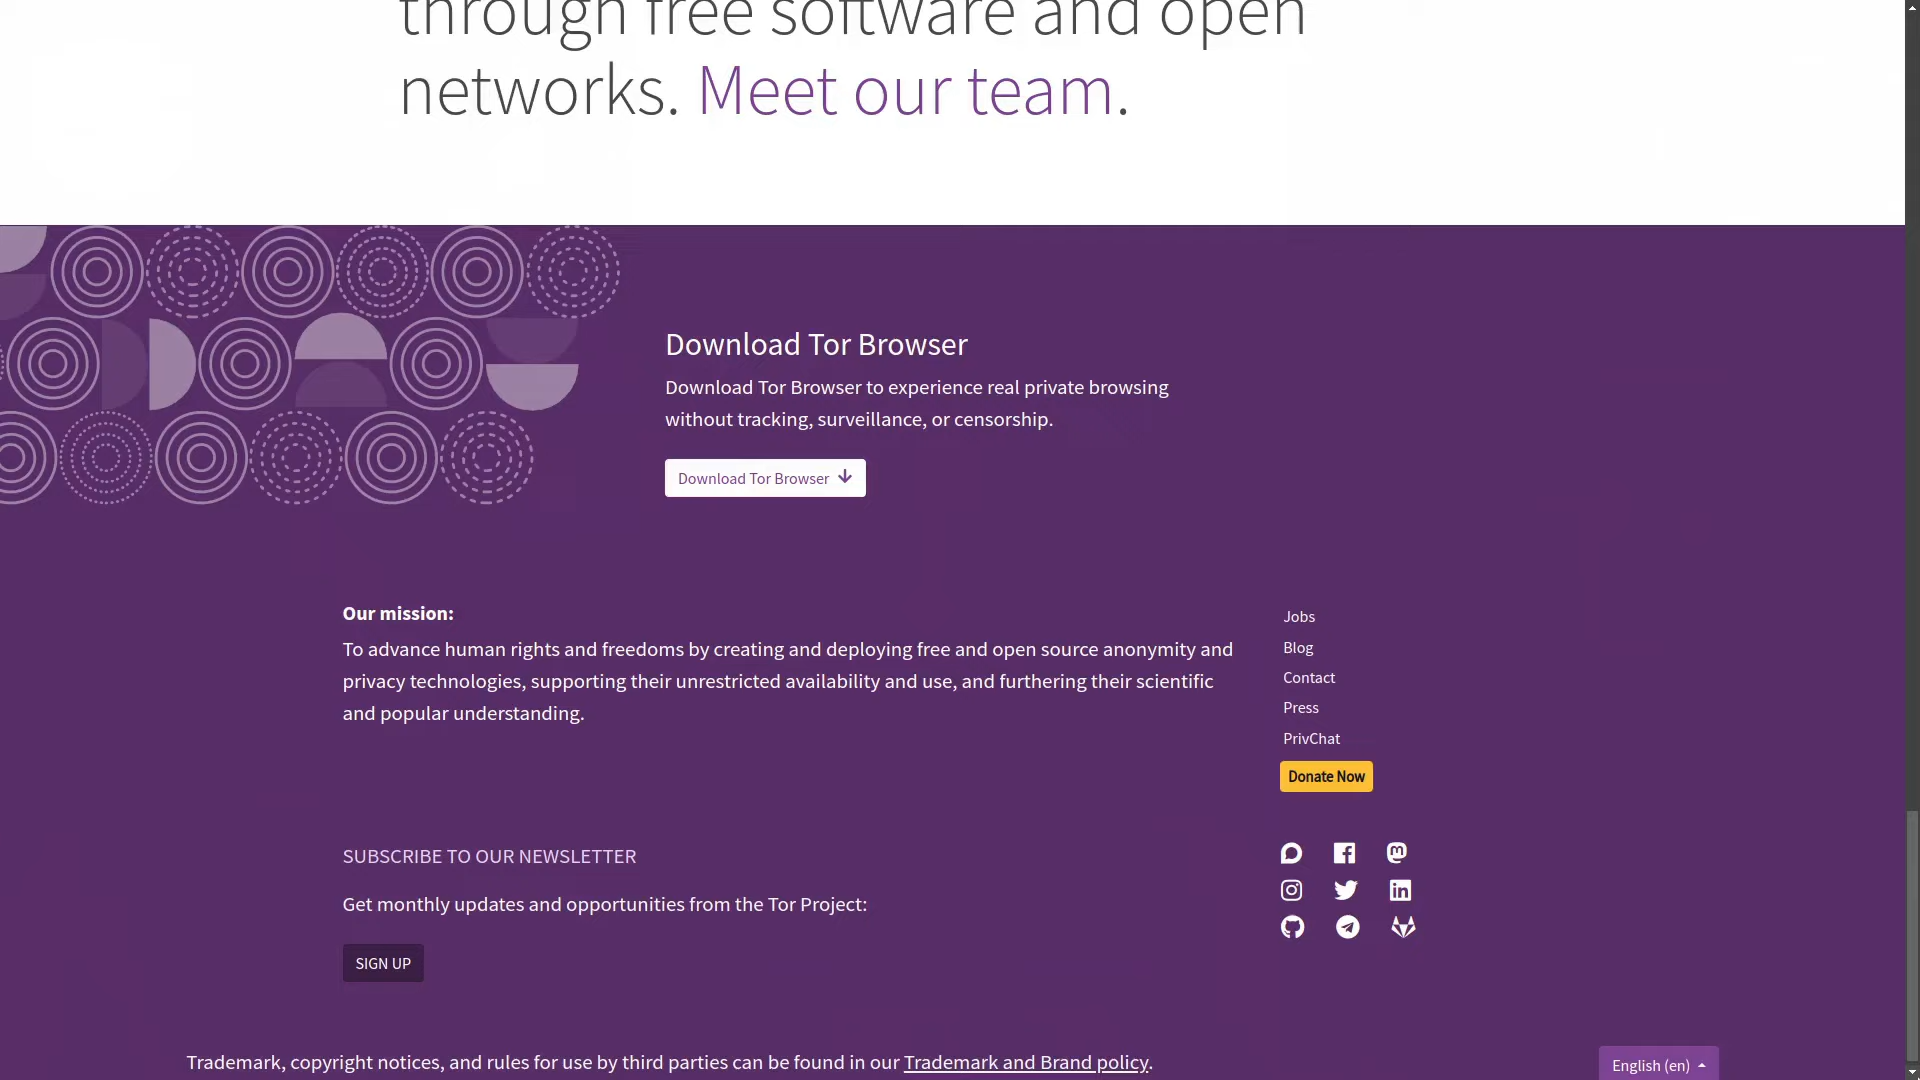 through free software and open
networks. Meet our team.
Download Tor Browser
Download Tor Browser to experience real private browsing
without tracking, surveillance, or censorship.
Download Tor Browser
Our mission:
To advance human rights and freedoms by creating and deploying free and open source anonymity and
privacy technologies, supporting their unrestricted availability and use, and furthering their scientific
and popular understanding.
Jobs
Blog
Contact
Press
PrivChat
Donate Now
SUBSCRIBE TO OUR NEWSLETTER
Get monthly updates and opportunities from the Tor Project:
SIGN UP
Trademark, copyright notices, and rules for use by third parties can be found in our Trademark and Brand policy.
English (en)